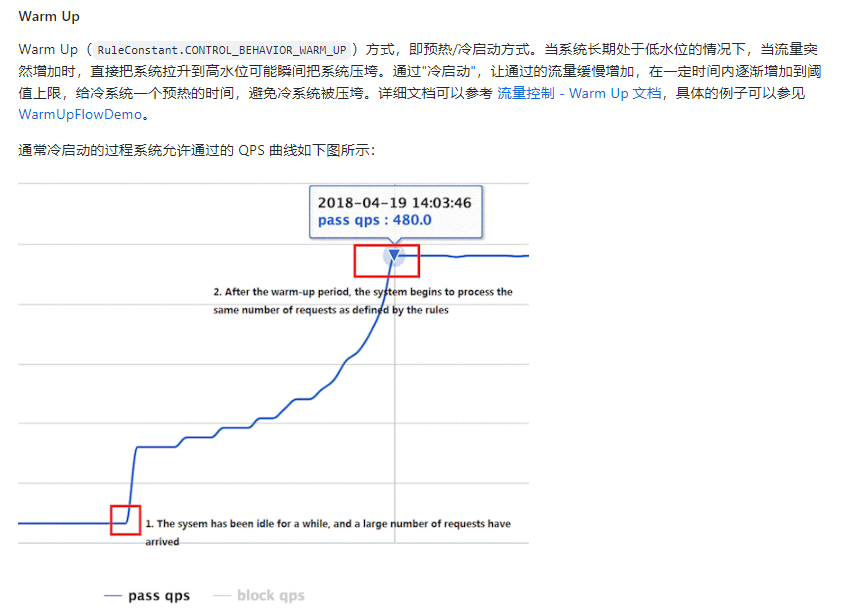 Warm Up
Warm Up（RuleConstant.CONTROL_BEHAVIOR_WARM_UP）方式，即预热/冷启动方式。当系统长期处于低水位的情况下，当流量突
然增加时，直接把系统拉升到高水位可能瞬间把系统压垮。通过"冷启动"，让通过的流量缓慢增加，在一定时间内逐渐增加到阈
值上限，给冷系统一个预热的时间，避免冷系统被压垮。详细文档可以参考 流量控制 - Warm Up 文档，具体的例子可以参见
WarmUpFlowDemo。
通常冷启动的过程系统允许通过的 QPS 曲线如下图所示：
2018-04-19 14:03:46
pass qps : 480.0
2. After the warm-up period, the system begins to process the
same number of requests as defined by the rules
1. The sysem has been idle for a while, and a large number of requests have
arrived
pass qps
block qps